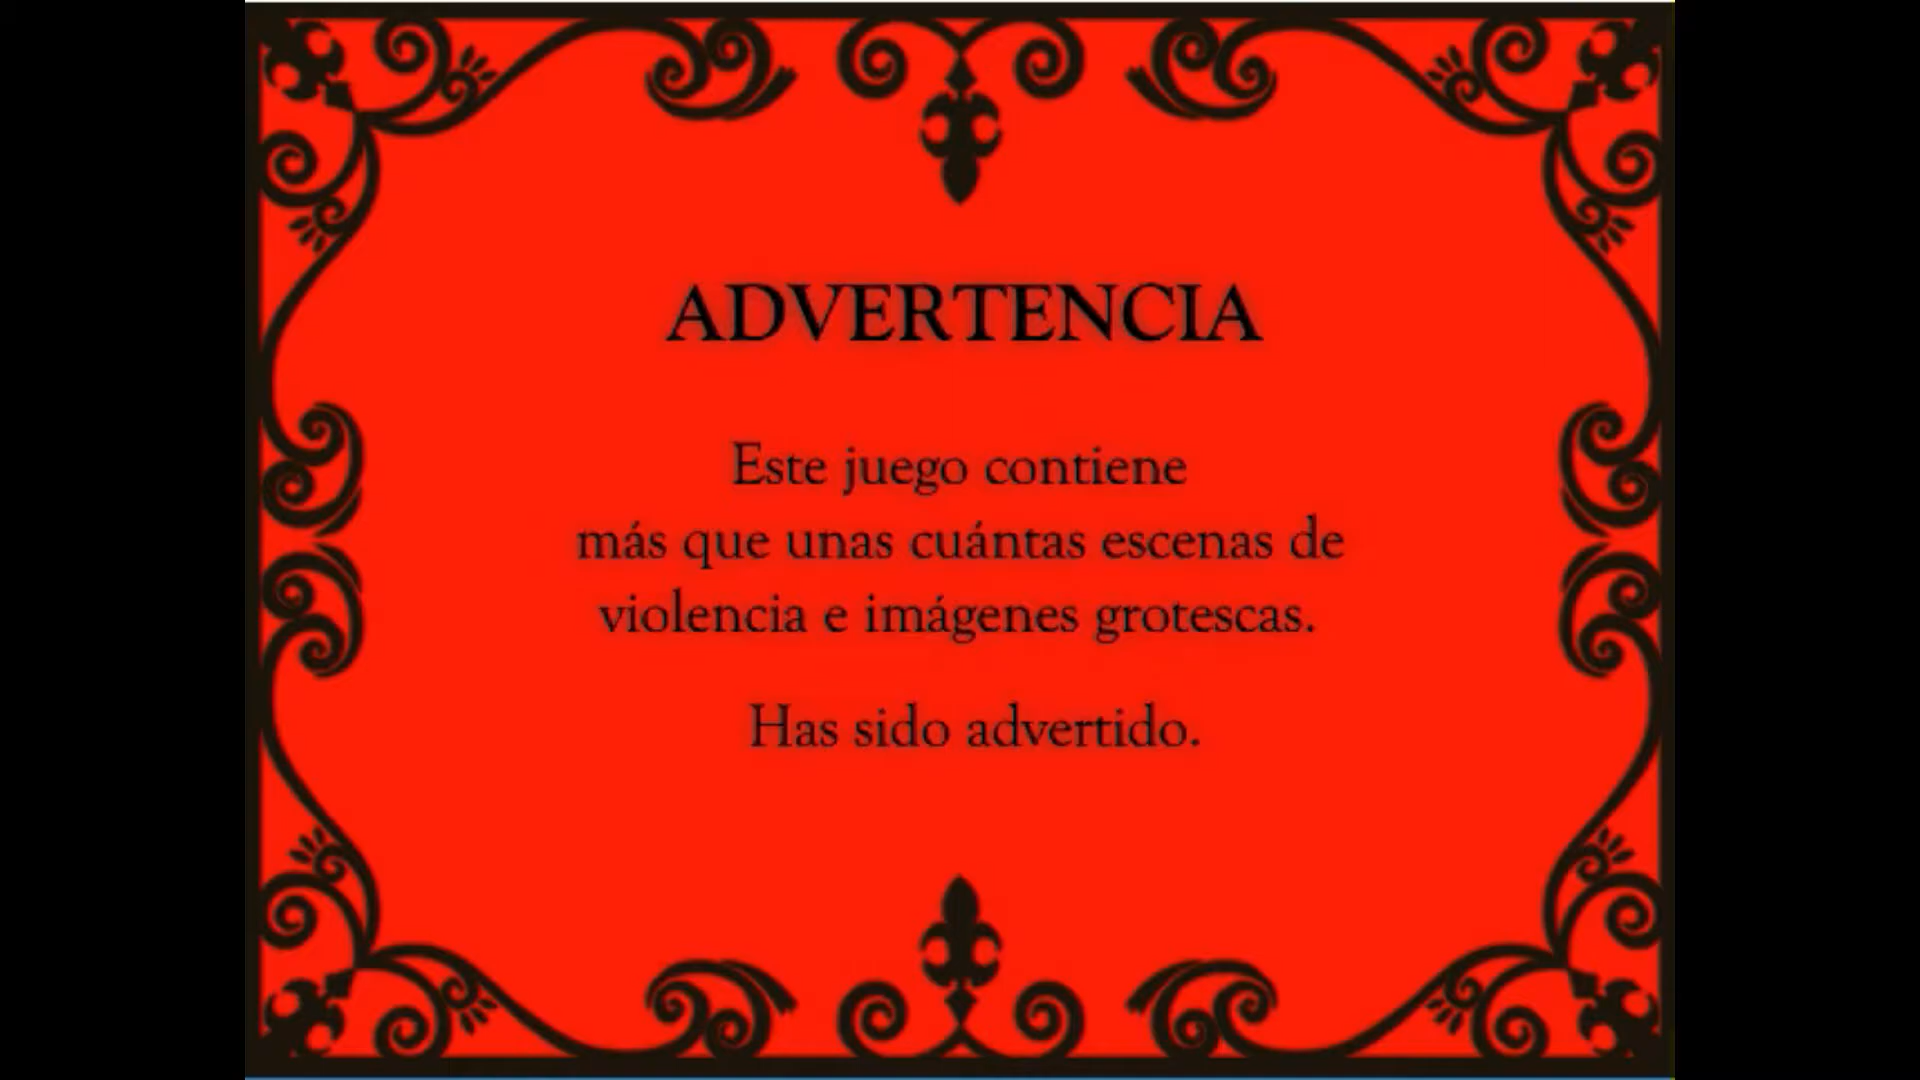 ADVERTENCIA
Este juego contiene
más que unas cuántas escenas de
violencia e imágenes grotescas.
Has sido advertido.